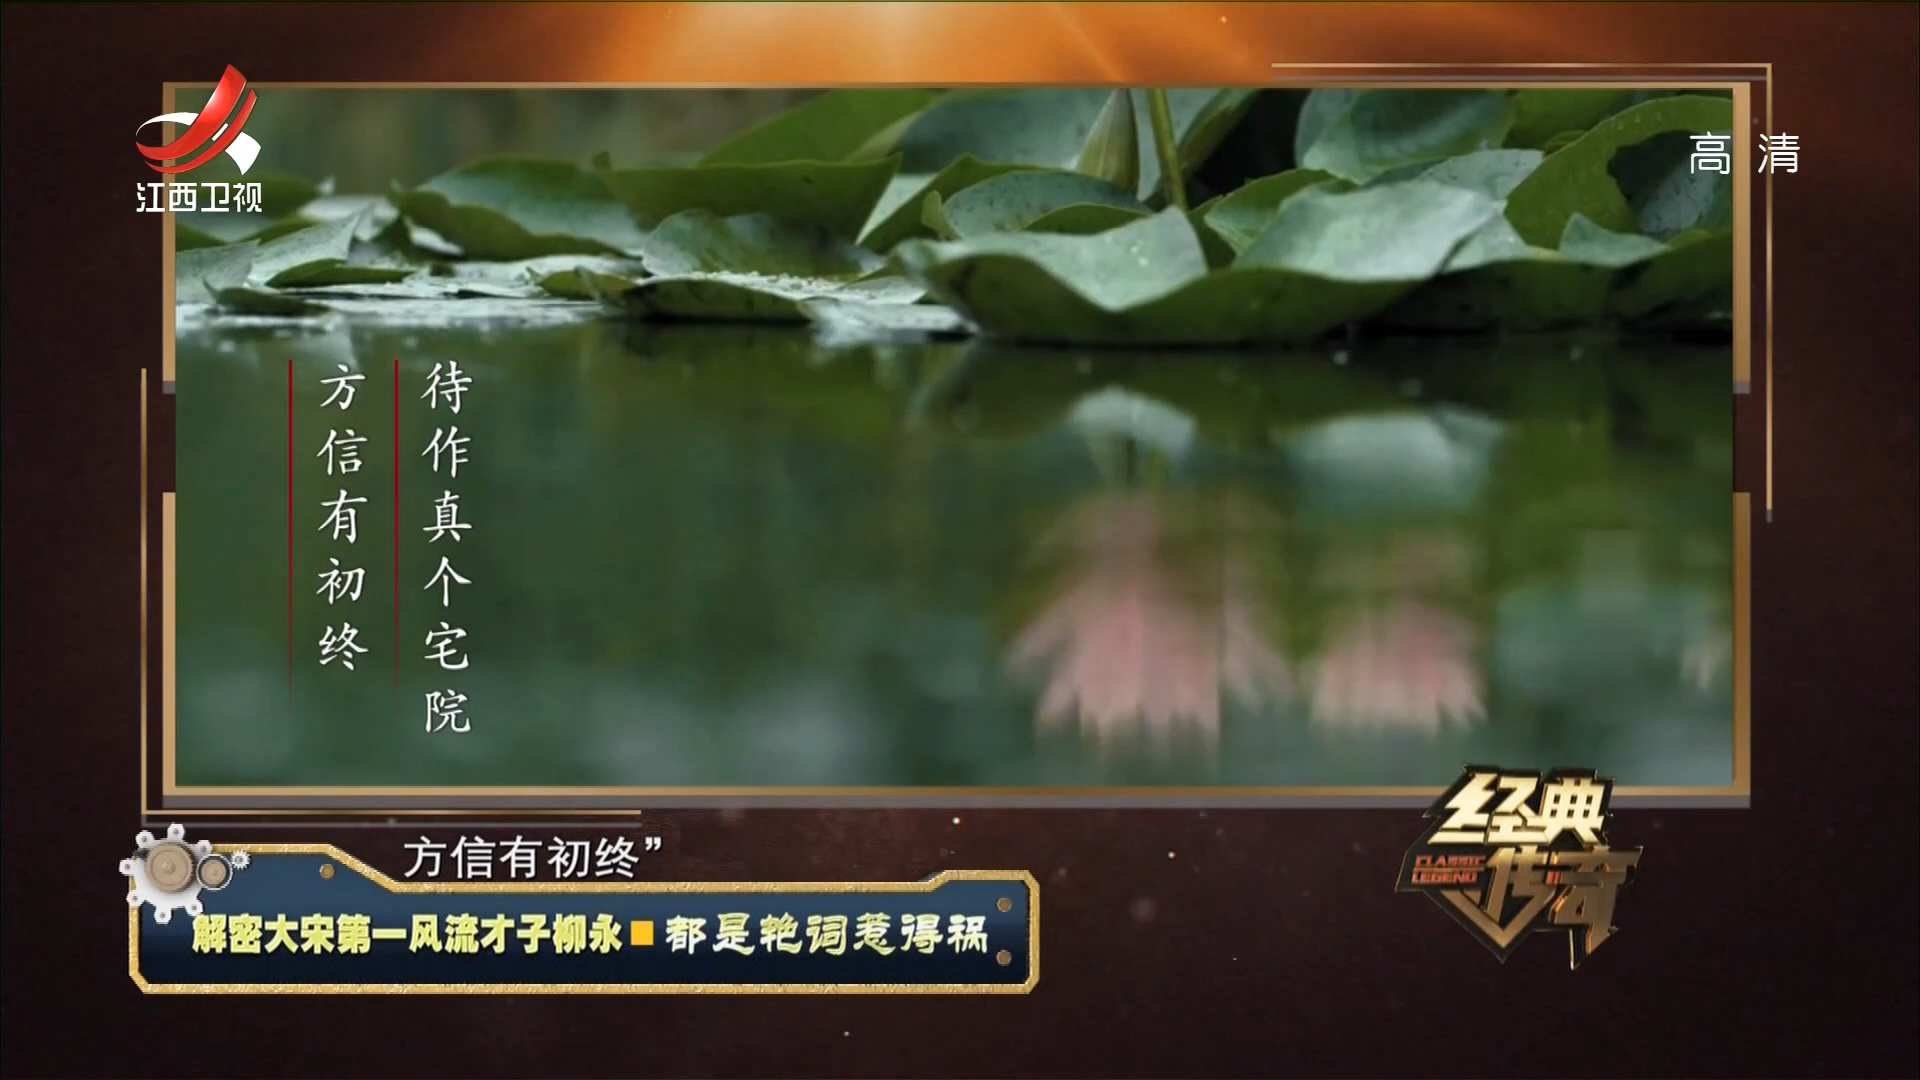 江西卫视
高清
待作真个宅院
方信有初终
方信有初终”
经典
CLASSIC
LEGEND
传奇
解密大宋第一风流才子柳永■都是艳词惹得祸